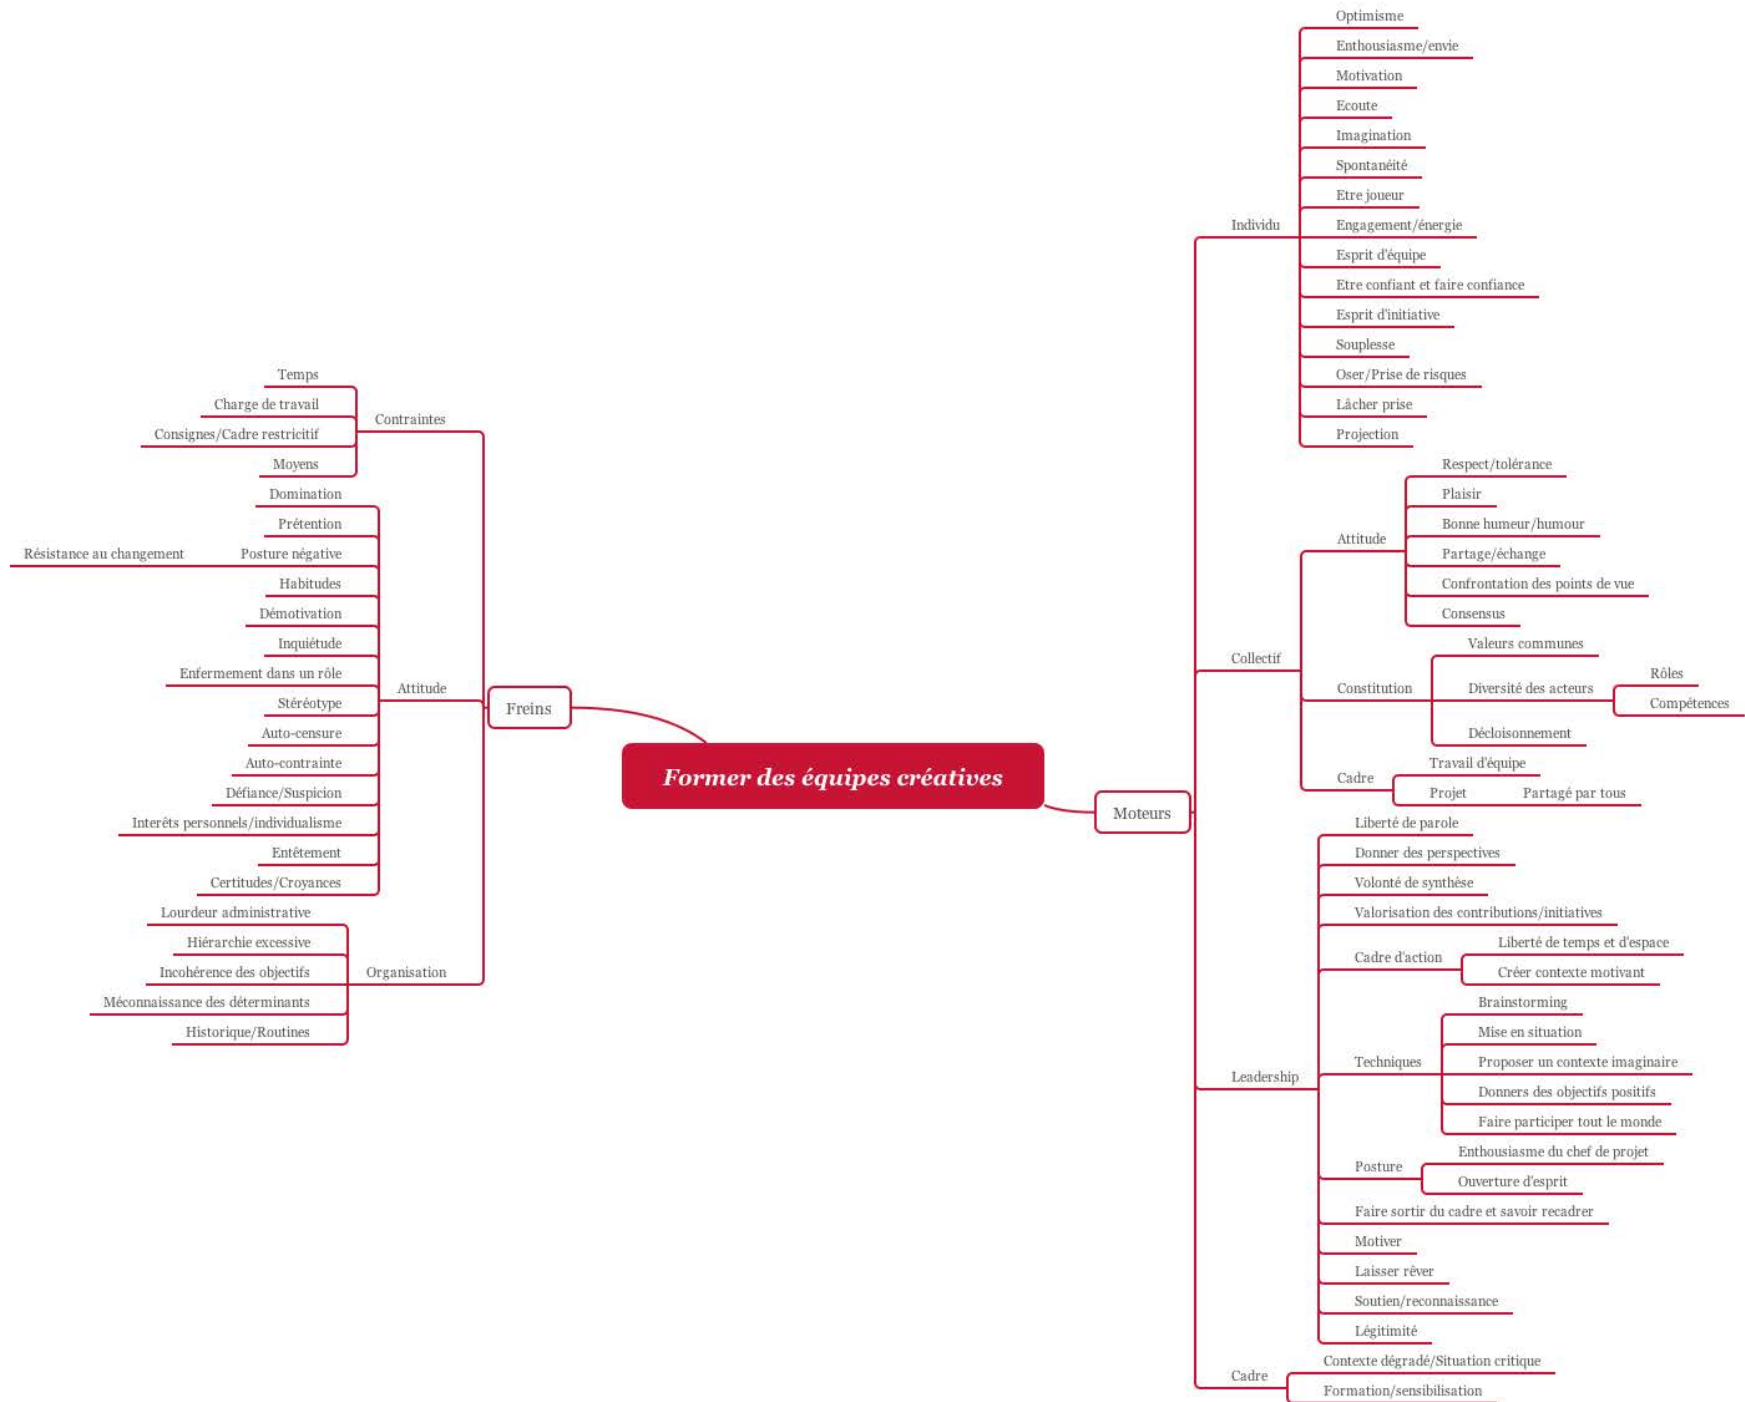 Former des équipes créatives
Freins
Contraintes
Temps
Charge de travail
Consignes/Cadre restricitif
Moyens
Attitude
Domination
Prétention
Posture négative
Résistance au changement
Habitudes
Démotivation
Inquiétude
Enfermement dans un rôle
Stéréotype
Auto-censure
Auto-contrainte
Défiance/Suspicion
Interêts personnels/individualisme
Entêtement
Certitudes/Croyances
Organisation
Lourdeur administrative
Hiérarchie excessive
Incohérence des objectifs
Méconnaissance des déterminants
Historique/Routines
Moteurs
Individu
Optimisme
Enthousiasme/envie
Motivation
Ecoute
Imagination
Spontanéité
Etre joueur
Engagement/énergie
Esprit d'équipe
Etre confiant et faire confiance
Esprit d'initiative
Souplesse
Oser/Prise de risques
Lâcher prise
Projection
Collectif
Attitude
Respect/tolérance
Plaisir
Bonne humeur/humour
Partage/échange
Confrontation des points de vue
Consensus
Constitution
Valeurs communes
Diversité des acteurs
Rôles
Compétences
Décloisonnement
Cadre
Travail d'équipe
Projet
Partagé par tous
Leadership
Liberté de parole
Donner des perspectives
Volonté de synthèse
Valorisation des contributions/initiatives
Cadre d'action
Liberté de temps et d'espace
Créer contexte motivant
Techniques
Brainstorming
Mise en situation
Proposer un contexte imaginaire
Donners des objectifs positifs
Faire participer tout le monde
Posture
Enthousiasme du chef de projet
Ouverture d'esprit
Faire sortir du cadre et savoir recadrer
Motiver
Laisser rêver
Soutien/reconnaissance
Légitimité
Cadre
Contexte dégradé/Situation critique
Formation/sensibilisation